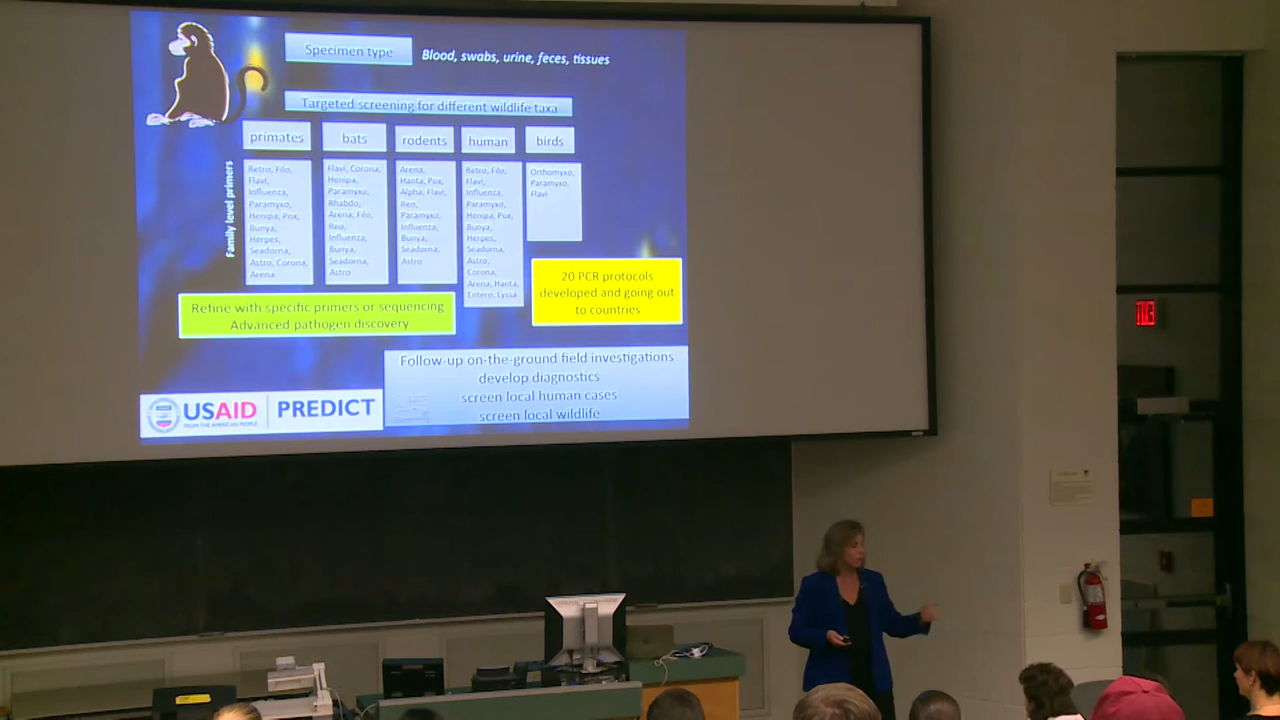 Specimen type
Blood, swabs, urine, feces, tissues
Targeted screening for different wildlife taxa
primates
bats
rodents
human
birds
Family level primers
Retro, Filo,
Flavi,
Influenza,
Paramyxo,
Henipa, Pox,
Bunya,
Herpes,
Seadorna,
Astro, Corona,
Arena
Flavi, Corona,
Henipa,
Paramyxo,
Rhabdo,
Arena, Filo,
Reo,
Influenza,
Bunya,
Seadorna,
Astro
Arena,
Hanta, Pox,
Alpha, Flavi,
Reo,
Paramyxo,
Influenza,
Bunya,
Seadorna,
Astro
Retro, Filo,
Flavi,
Influenza,
Paramyxo,
Henipa, Pox,
Bunya,
Herpes,
Seadorna,
Astro,
Corona,
Arena, Hanta,
Entero, Lyssa
Orthomyxo,
Paramyxo,
Flavi
20 PCR protocols
developed and going out
to countries
Refine with specific primers or sequencing
Advanced pathogen discovery
Follow-up on-the-ground field investigations
develop diagnostics
screen local human cases
screen local wildlife
USAID
FROM THE AMERICAN PEOPLE
PREDICT